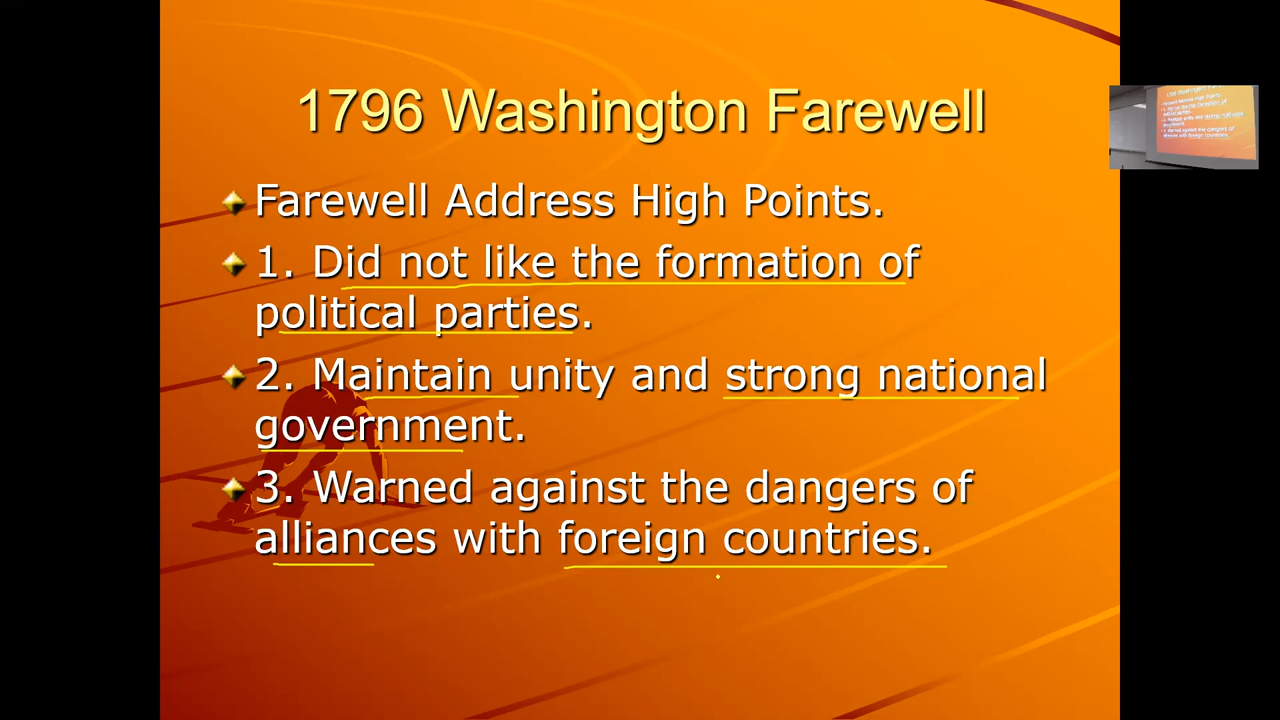 1796 Washington Farewell
Farewell Address High Points.
1. Did not like the formation of
political parties.
2. Maintain unity and strong national
government.
3. Warned against the dangers of
alliances with foreign countries.